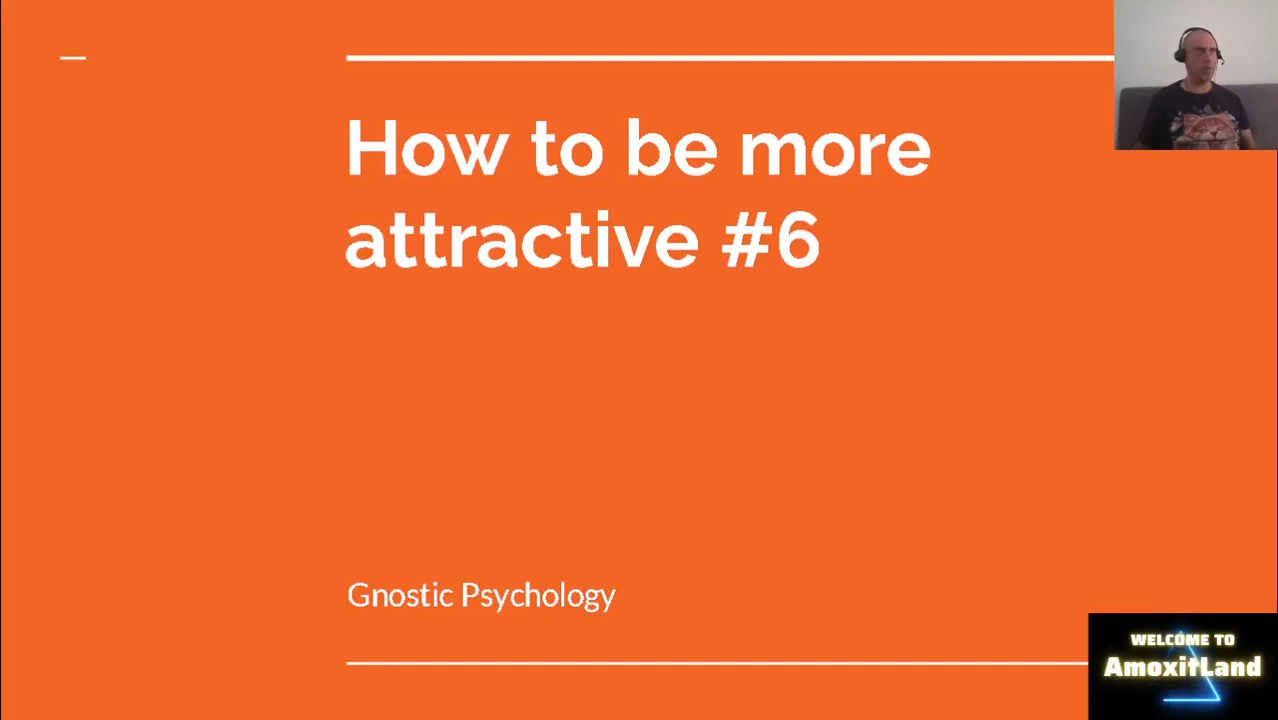 How to be more
attractive #6
Gnostic Psychology
WELCOME TO
AmoxitLand